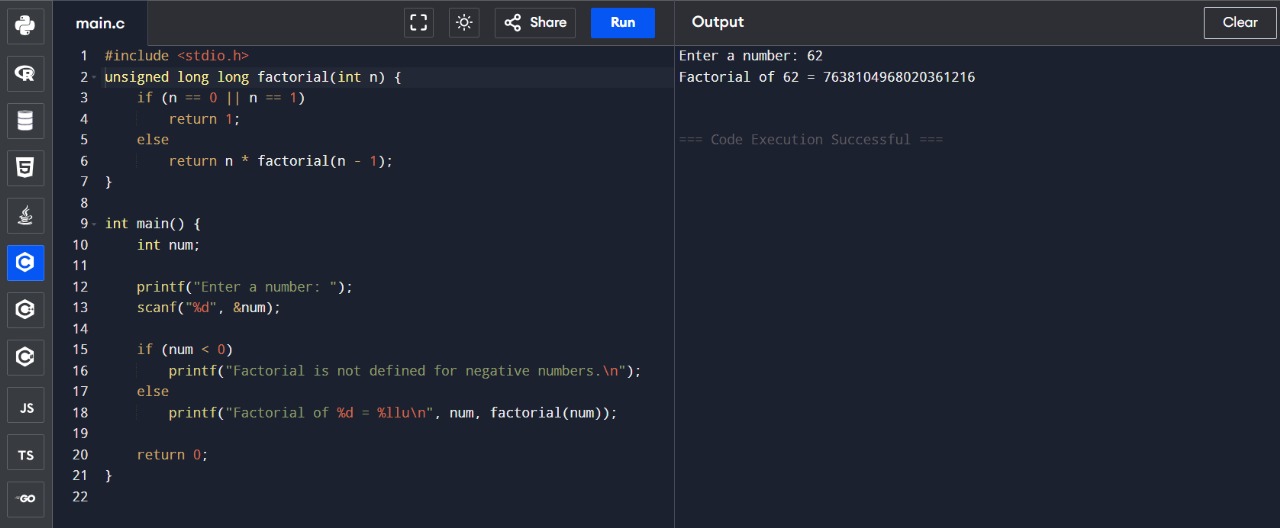 main.c
Share
Run
Output
Clear
1 #include <stdio.h>
2 unsigned long long factorial(int n) {
3     if (n == 0 || n == 1)
4         return 1;
5     else
6         return n * factorial(n - 1);
7 }
8
9 int main() {
10     int num;
11
12     printf("Enter a number: ");
13     scanf("%d", &num);
14
15     if (num < 0)
16         printf("Factorial is not defined for negative numbers.\n");
17     else
18         printf("Factorial of %d = %llu\n", num, factorial(num));
19
20     return 0;
21 }
22
Enter a number: 62
Factorial of 62 = 7638104968020361216
=== Code Execution Successful ===
JS
TS
GO